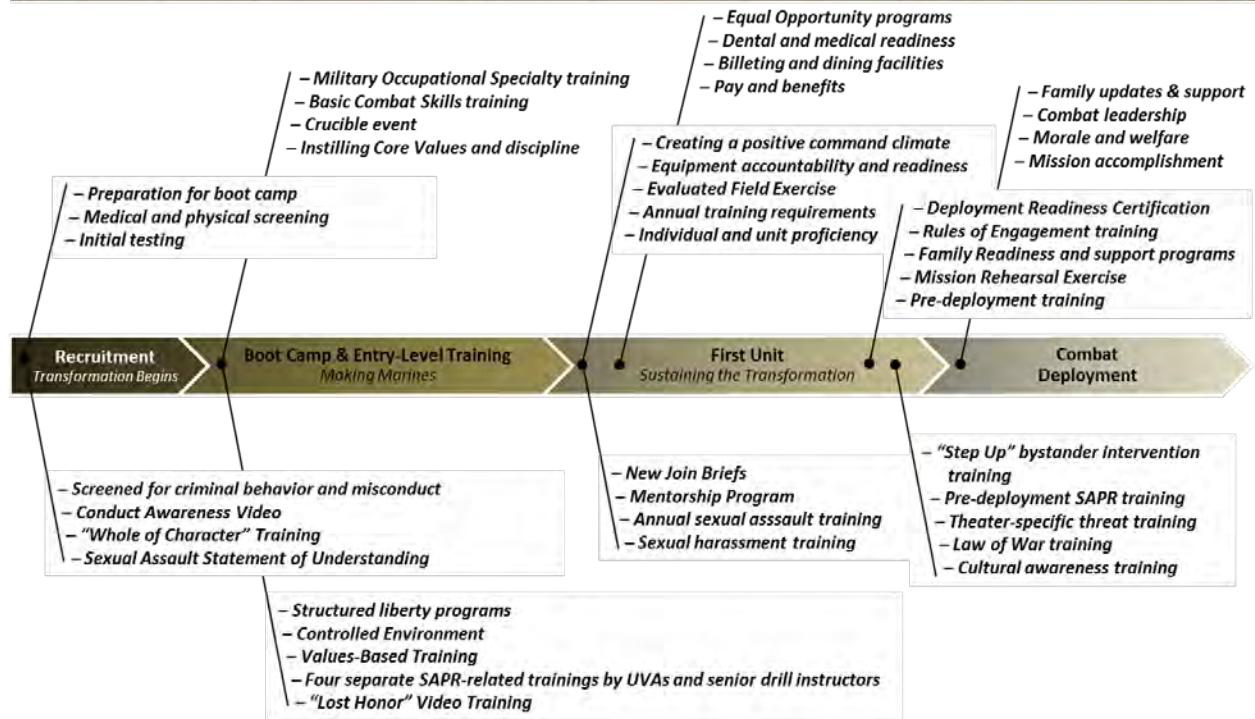 – Equal Opportunity programs
– Dental and medical readiness
– Billeting and dining facilities
– Pay and benefits
– Military Occupational Specialty training
– Basic Combat Skills training
– Crucible event
– Instilling Core Values and discipline
– Family updates & support
– Combat leadership
– Morale and welfare
– Mission accomplishment
– Creating a positive command climate
– Equipment accountability and readiness
– Evaluated Field Exercise
– Annual training requirements
– Individual and unit proficiency
– Preparation for boot camp
– Medical and physical screening
– Initial testing
– Deployment Readiness Certification
– Rules of Engagement training
– Family Readiness and support programs
– Mission Rehearsal Exercise
– Pre-deployment training
Recruitment
Transformation Begins
Boot Camp & Entry-Level Training
Making Marines
First Unit
Sustaining the Transformation
Combat
Deployment
– Screened for criminal behavior and misconduct
– Conduct Awareness Video
– “Whole of Character” Training
– Sexual Assault Statement of Understanding
– New Join Briefs
– Mentorship Program
– Annual sexual asssault training
– Sexual harassment training
– “Step Up” bystander intervention
training
– Pre-deployment SAPR training
– Theater-specific threat training
– Law of War training
– Cultural awareness training
– Structured liberty programs
– Controlled Environment
– Values-Based Training
– Four separate SAPR-related trainings by UVAs and senior drill instructors
– “Lost Honor” Video Training